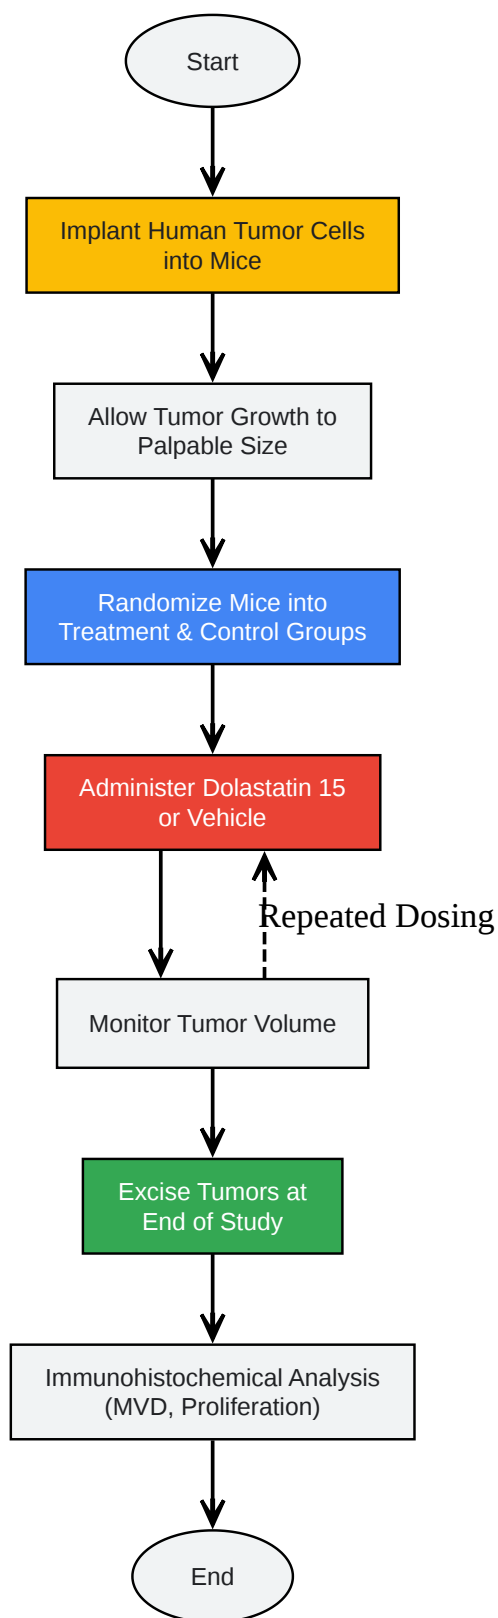 Start
Implant Human Tumor Cells
into Mice
Allow Tumor Growth to
Palpable Size
Randomize Mice into
Treatment & Control Groups
Administer Dolastatin 15
or Vehicle
Repeated Dosing
Monitor Tumor Volume
Excise Tumors at
End of Study
Immunohistochemical Analysis
(MVD, Proliferation)
End